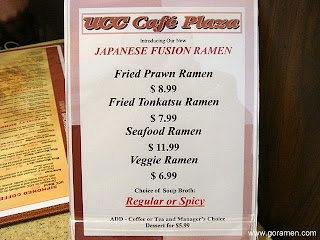 UCC Café Plaza
Introducing Our New
JAPANESE FUSION RAMEN
Fried Prawn Ramen
$ 8.99
Fried Tonkatsu Ramen
$ 7.99
Seafood Ramen
$ 11.99
Veggie Ramen
$ 6.99
Choice of Soup Broth:
Regular or Spicy
ADD - Coffee or Tea and Manager's Choice
Dessert for $5.99
SIPHONED COFFEE
www.goramen.com